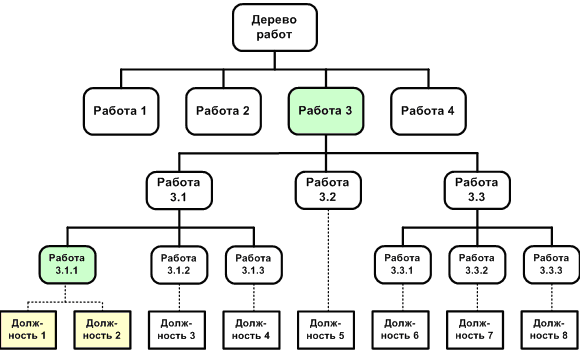 Дерево
работ
Работа 1
Работа 2
Работа 3
Работа 4
Работа
3.1
Работа
3.2
Работа
3.3
Работа
3.1.1
Работа
3.1.2
Работа
3.1.3
Работа
3.3.1
Работа
3.3.2
Работа
3.3.3
Долж-
ность 1
Долж-
ность 2
Долж-
ность 3
Долж-
ность 4
Долж-
ность 5
Долж-
ность 6
Долж-
ность 7
Долж-
ность 8